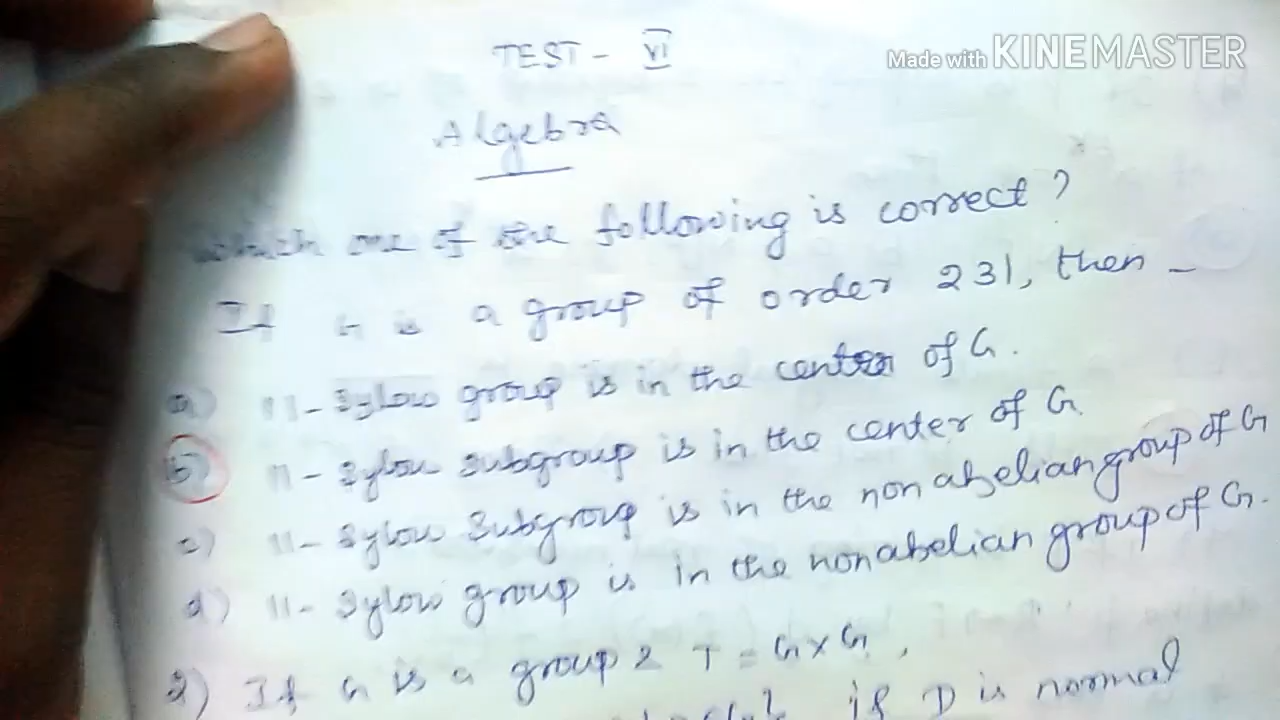 Made with KINEMASTER
TEST - VI
Algebra
which one of the following is correct?
If G is a group of order 231, then -
a) 11-Sylow group is in the center of G.
b) 11-Sylow Subgroup is in the center of G
c) 11-Sylow Subgroup is in the nonabelian group of G
d) 11-Sylow group is in the nonabelian group of G.
2) If G is a group & T = G x G,
if D is normal